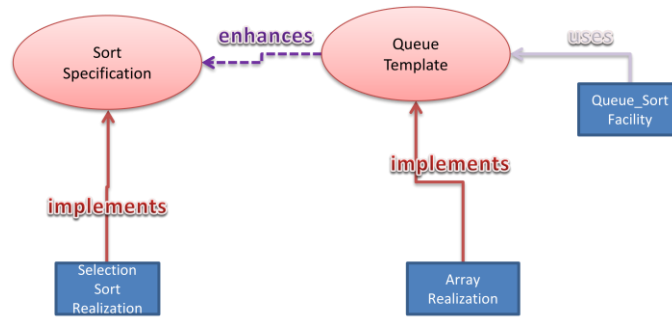 enhances
uses
Sort
Specification
Queue
Template
Queue_Sort
Facility
implements
implements
Selection
Sort
Realization
Array
Realization